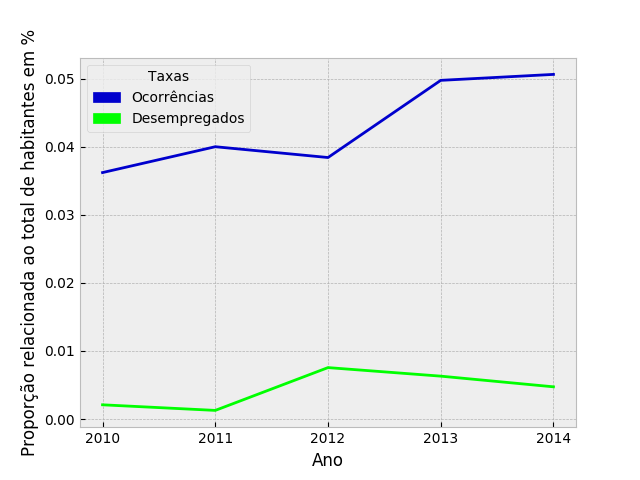 Proporção relacionada ao total de habitantes em %
0.05
0.04
0.03
0.02
0.01
0.00
Taxas
Ocorrências
Desempregados
2010 2011 2012 2013 2014
Ano